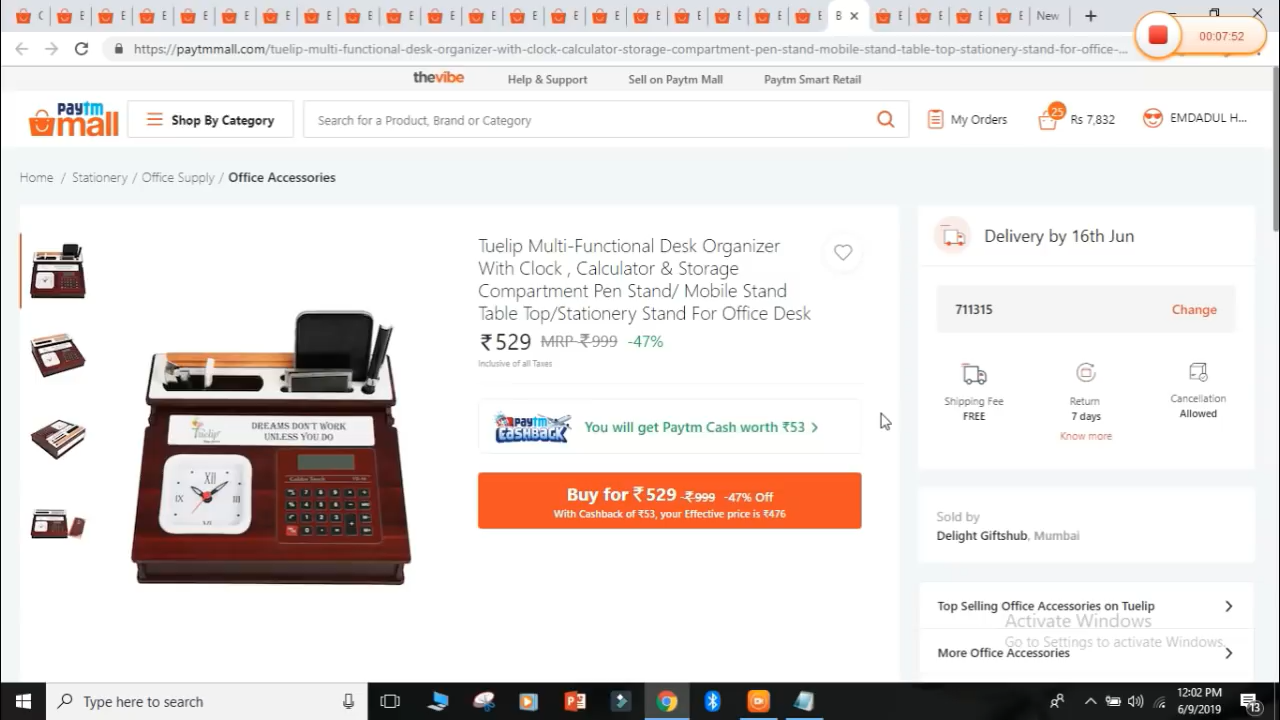 New
00:07:52
https://paytmmall.com/tuelip-multi-functional-desk-organizer-with-clock-calculator-storage-compartment-pen-stand-mobile-stand-table-top-stationery-stand-for-office-...
thevibe Help & Support Sell on Paytm Mall Paytm Smart Retail
paytm mall Shop By Category Search for a Product, Brand or Category My Orders 25 Rs 7,832 EMDADUL H...
Home / Stationery / Office Supply / Office Accessories
Tuelip Multi-Functional Desk Organizer
With Clock , Calculator & Storage
Compartment Pen Stand/ Mobile Stand
Table Top/Stationery Stand For Office Desk
₹529 MRP ₹999 -47%
Inclusive of all Taxes
paytm CASHBACK You will get Paytm Cash worth ₹53
Buy for ₹529 ₹999 -47% Off
With Cashback of ₹53, your Effective price is ₹476
Tuelip
DREAMS DON'T WORK
UNLESS YOU DO
XII
IX III
VI
Delivery by 16th Jun
711315 Change
Shipping Fee
FREE
Return
7 days
Know more
Cancellation
Allowed
Sold by
Delight Giftshub, Mumbai
Top Selling Office Accessories on Tuelip
More Office Accessories
Activate Windows
Go to Settings to activate Windows.
Type here to search
12:02 PM
6/9/2019
13